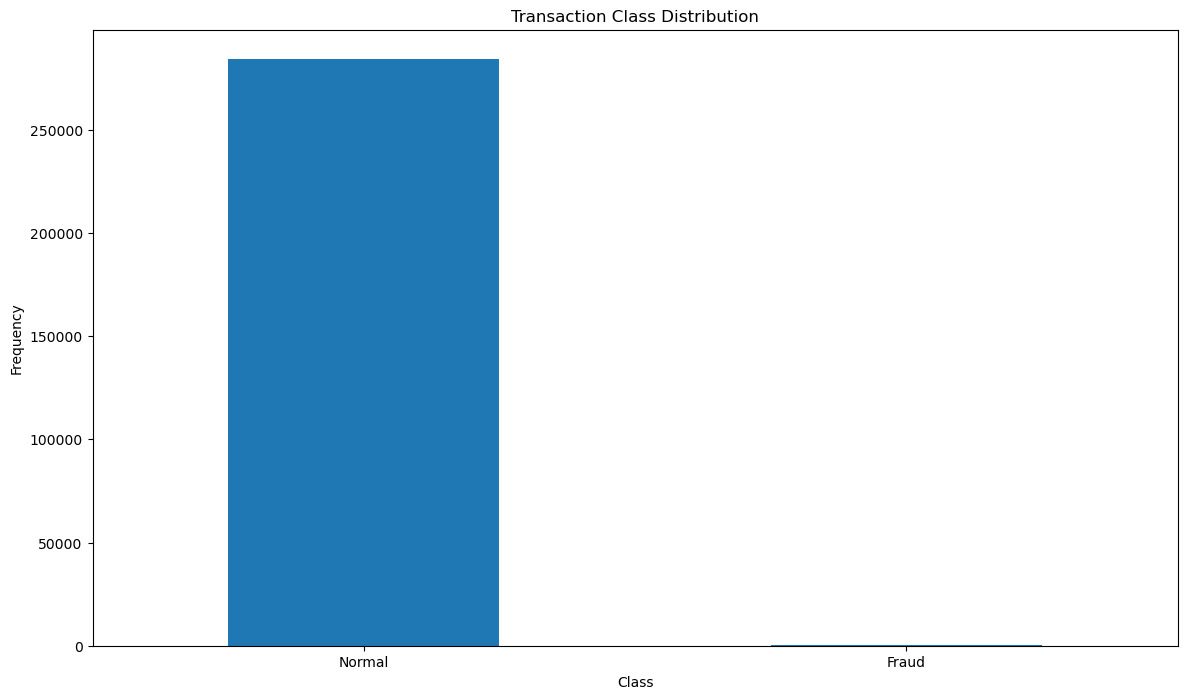 Transaction Class Distribution
Frequency
250000
200000
150000
100000
50000
0
Normal
Fraud
Class